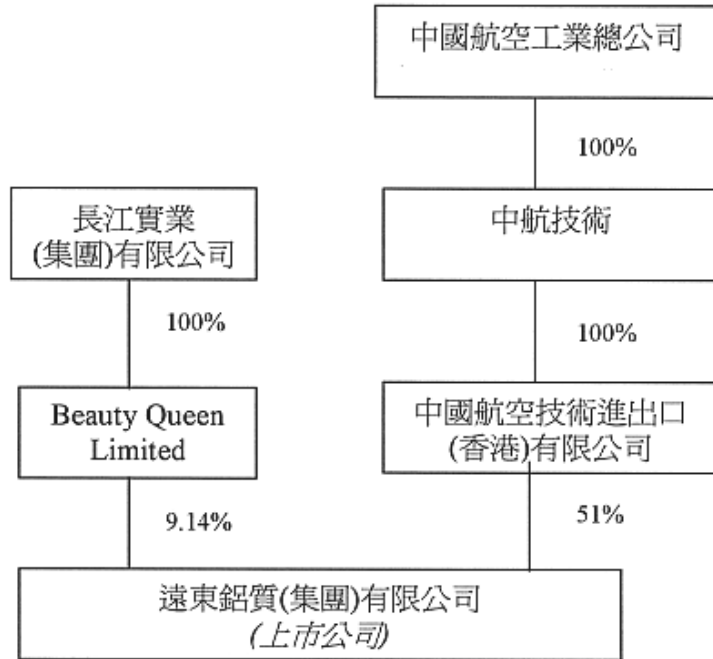 中國航空工業總公司
100%
長江實業
(集團)有限公司
中航技術
100%
100%
Beauty Queen
Limited
中國航空技術進出口
(香港)有限公司
9.14%
51%
遠東鋁質(集團)有限公司
(上市公司)